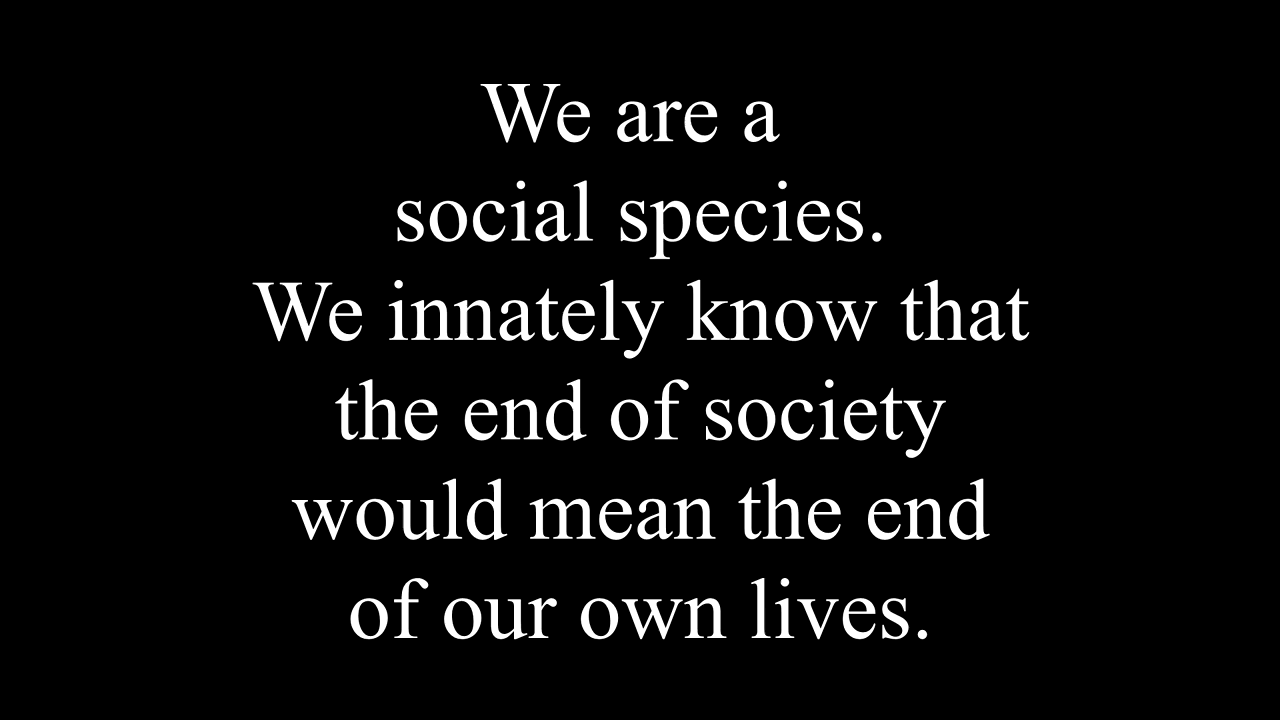 We are a
social species.
We innately know that
the end of society
would mean the end
of our own lives.